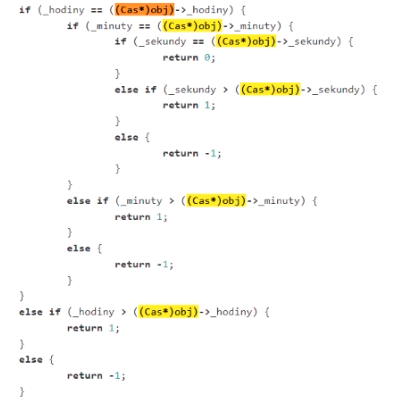 if (_hodiny == ((Cas*)obj)->_hodiny) {
if (_minuty == ((Cas*)obj)->_minuty) {
if (_sekundy == ((Cas*)obj)->_sekundy) {
return 0;
}
else if (_sekundy > ((Cas*)obj)->_sekundy) {
return 1;
}
else {
return -1;
}
}
else if (_minuty > ((Cas*)obj)->_minuty) {
return 1;
}
else {
return -1;
}
}
else if (_hodiny > ((Cas*)obj)->_hodiny) {
return 1;
}
else {
return -1;
}